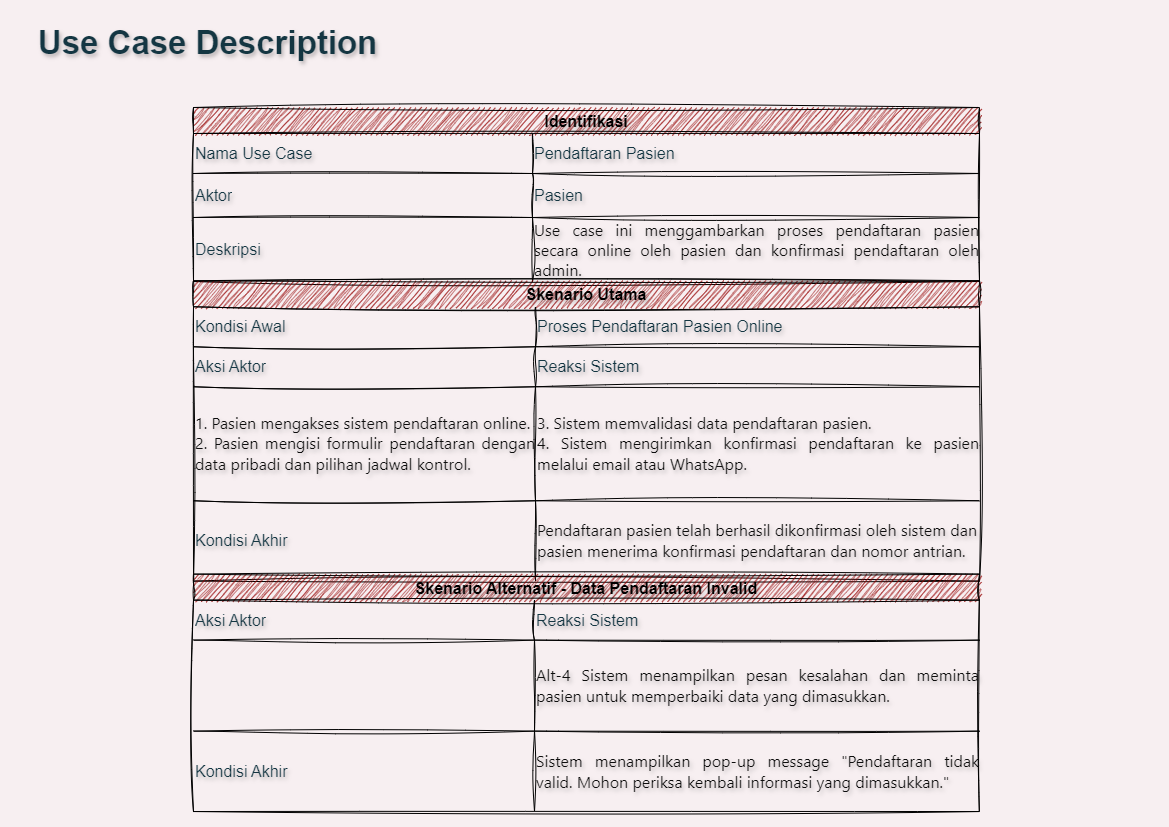 Use Case Description
Identifikasi
Nama Use Case
Pendaftaran Pasien
Aktor
Pasien
Deskripsi
Use case ini menggambarkan proses pendaftaran pasien
secara online oleh pasien dan konfirmasi pendaftaran oleh
admin.
Skenario Utama
Kondisi Awal
Proses Pendaftaran Pasien Online
Aksi Aktor
Reaksi Sistem
1. Pasien mengakses sistem pendaftaran online.
2. Pasien mengisi formulir pendaftaran dengan
data pribadi dan pilihan jadwal kontrol.
3. Sistem memvalidasi data pendaftaran pasien.
4. Sistem mengirimkan konfirmasi pendaftaran ke pasien
melalui email atau WhatsApp.
Kondisi Akhir
Pendaftaran pasien telah berhasil dikonfirmasi oleh sistem dan
pasien menerima konfirmasi pendaftaran dan nomor antrian.
Skenario Alternatif - Data Pendaftaran Invalid
Aksi Aktor
Reaksi Sistem
Alt-4 Sistem menampilkan pesan kesalahan dan meminta
pasien untuk memperbaiki data yang dimasukkan.
Kondisi Akhir
Sistem menampilkan pop-up message "Pendaftaran tidak
valid. Mohon periksa kembali informasi yang dimasukkan."